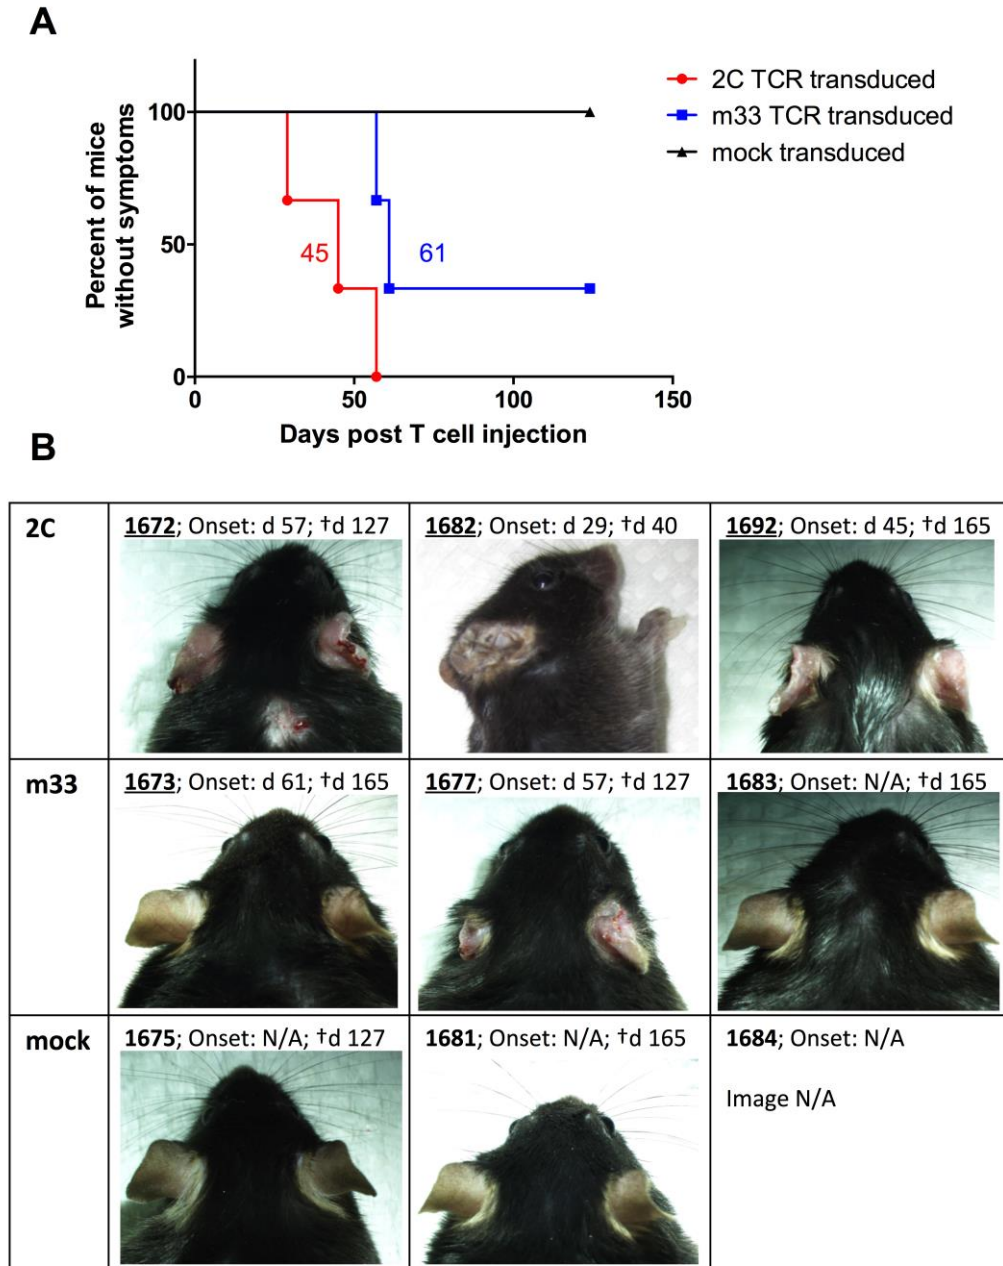 A
2C TCR transduced
m33 TCR transduced
mock transduced
Percent of mice
without symptoms
100
50
0
45
61
0
50
100
150
Days post T cell injection
B
2C
1672; Onset: d 57; †d 127
1682; Onset: d 29; †d 40
1692; Onset: d 45; †d 165
m33
1673; Onset: d 61; †d 165
1677; Onset: d 57; †d 127
1683; Onset: N/A; †d 165
mock
1675; Onset: N/A; †d 127
1681; Onset: N/A; †d 165
1684; Onset: N/A
Image N/A